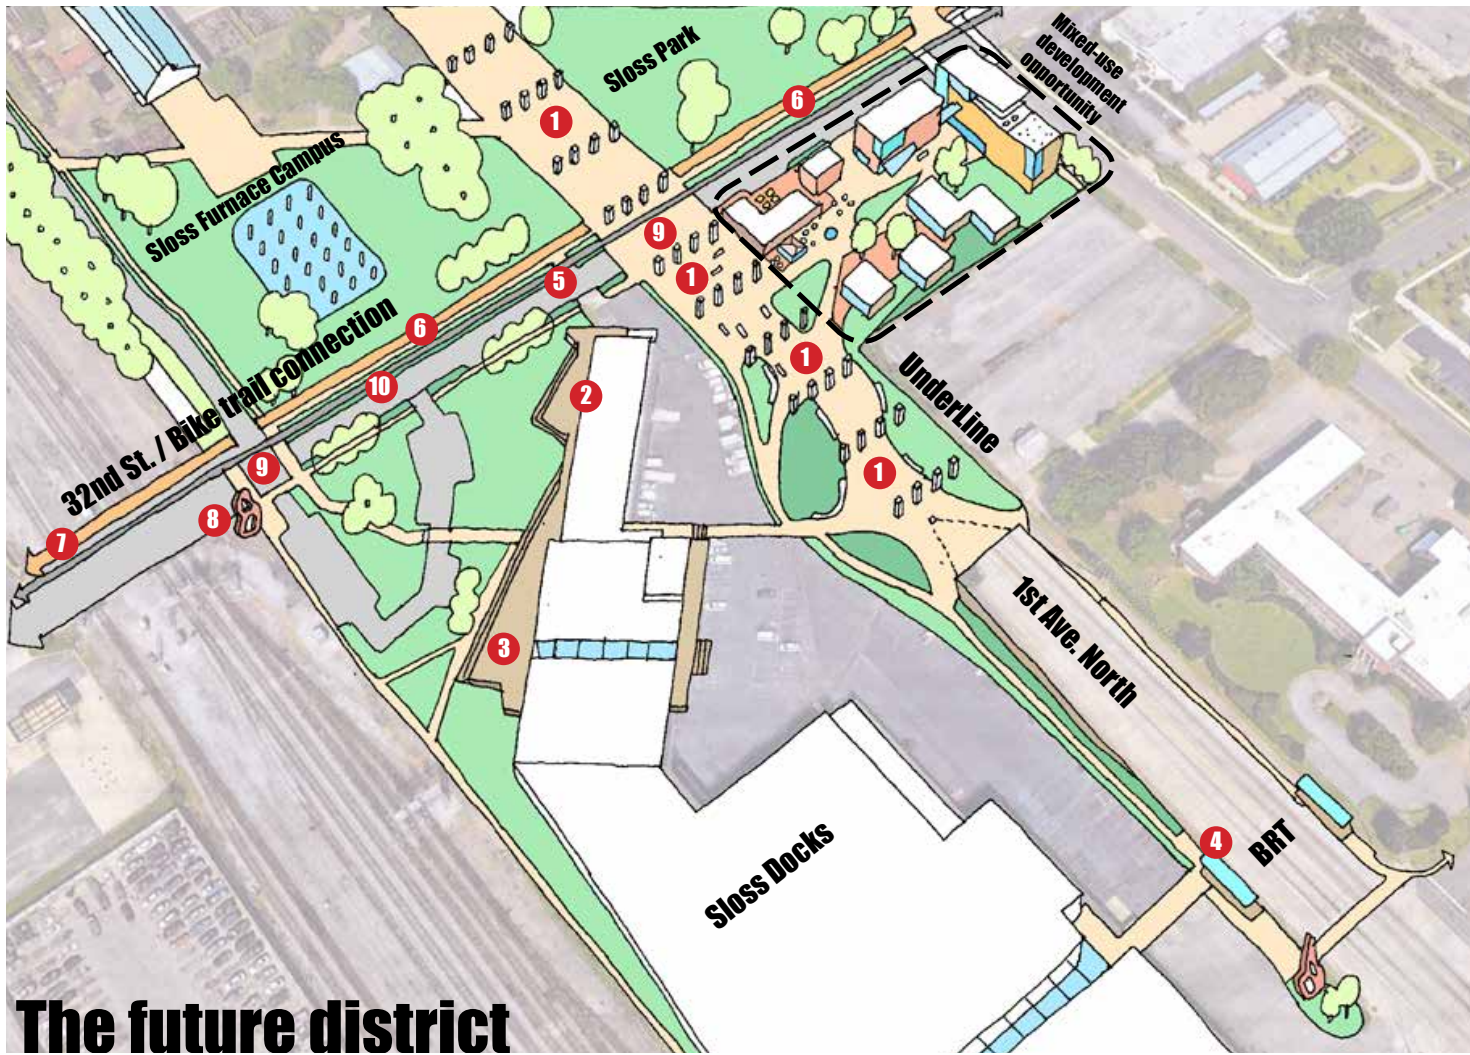 Sloss Park
Mixed-use
development
opportunity
6
1
Sloss Furnace Campus
9
1
5
6
1
10
2
32nd St. / Bike trail connection
UnderLine
9
1
8
7
3
1st Ave. North
4
BRT
Sloss Docks
The future district